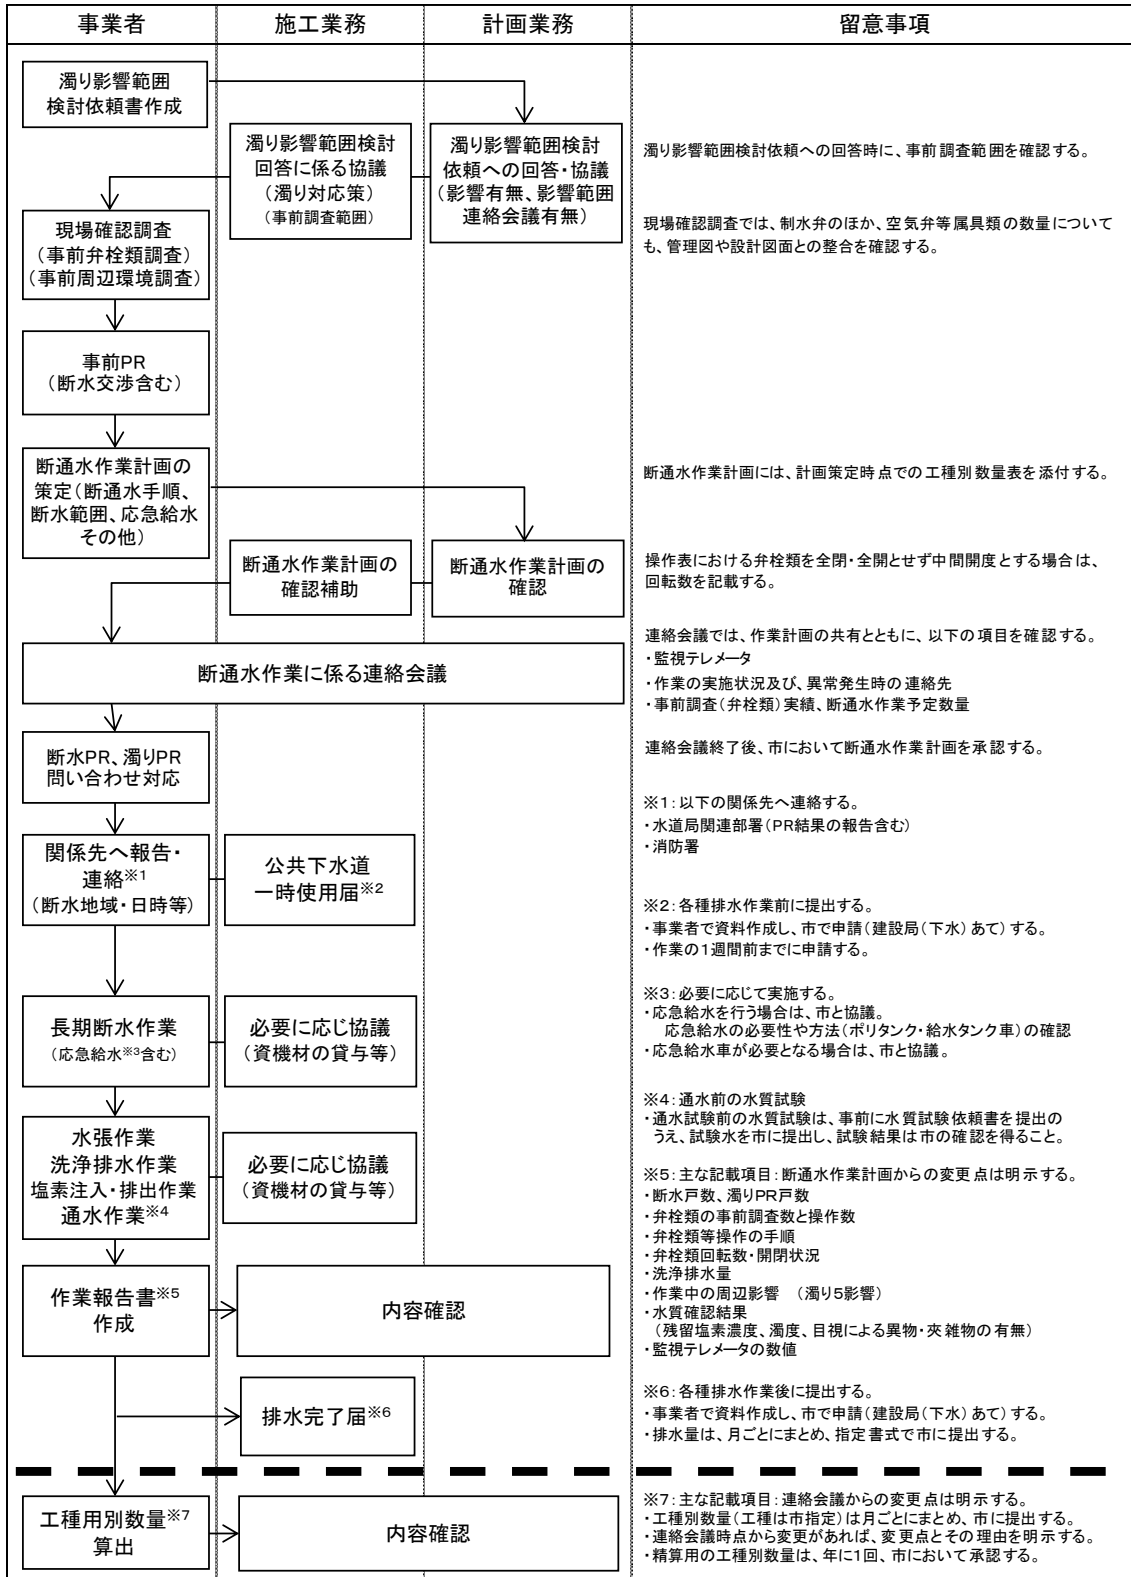 事業者 施工業務 計画業務 留意事項
濁り影響範囲
検討依頼書作成
濁り影響範囲検討
回答に係る協議
（濁り対応策）
（事前調査範囲）
濁り影響範囲検討
依頼への回答・協議
（影響有無、影響範囲
連絡会議有無）
濁り影響範囲検討依頼への回答時に、事前調査範囲を確認する。
現場確認調査
（事前弁栓類調査）
（事前周辺環境調査）
現場確認調査では、制水弁のほか、空気弁等属具類の数量について
も、管理図や設計図面との整合を確認する。
事前PR
（断水交渉含む）
断通水作業計画の
策定（断通水手順、
断水範囲、応急給水
その他）
断通水作業計画には、計画策定時点での工種別数量表を添付する。
断通水作業計画の
確認補助
断通水作業計画の
確認
操作表における弁栓類を全閉・全開とせず中間開度とする場合は、
回転数を記載する。
断通水作業に係る連絡会議
連絡会議では、作業計画の共有とともに、以下の項目を確認する。
・監視テレメータ
・作業の実施状況及び、異常発生時の連絡先
・事前調査（弁栓類）実績、断通水作業予定数量
断水PR、濁りPR
問い合わせ対応
連絡会議終了後、市において断通水作業計画を承認する。
関係先へ報告・
連絡※1
（断水地域・日時等）
公共下水道
一時使用届※2
※1：以下の関係先へ連絡する。
・水道局関連部署（PR結果の報告含む）
・消防署
※2：各種排水作業前に提出する。
・事業者で資料作成し、市で申請（建設局（下水）あて）する。
・作業の1週間前までに申請する。
長期断水作業
（応急給水※3含む）
必要に応じ協議
（資機材の貸与等）
※3：必要に応じて実施する。
・応急給水を行う場合は、市と協議。
応急給水の必要性や方法（ポリタンク・給水タンク車）の確認
・応急給水車が必要となる場合は、市と協議。
水張作業
洗浄排水作業
塩素注入・排出作業
通水作業※4
必要に応じ協議
（資機材の貸与等）
※4：通水前の水質試験
・通水試験前の水質試験は、事前に水質試験依頼書を提出の
うえ、試験水を市に提出し、試験結果は市の確認を得ること。
作業報告書※5
作成
内容確認
※5：主な記載項目：断通水作業計画からの変更点は明示する。
・断水戸数、濁りPR戸数
・弁栓類の事前調査数と操作数
・弁栓類等操作の手順
・弁栓類回転数・開閉状況
・洗浄排水量
・作業中の周辺影響 （濁り5影響）
・水質確認結果
（残留塩素濃度、濁度、目視による異物・夾雑物の有無）
・監視テレメータの数値
排水完了届※6
※6：各種排水作業後に提出する。
・事業者で資料作成し、市で申請（建設局（下水）あて）する。
・排水量は、月ごとにまとめ、指定書式で市に提出する。
工種用別数量※7
算出
内容確認
※7：主な記載項目：連絡会議からの変更点は明示する。
・工種別数量（工種は市指定）は月ごとにまとめ、市に提出する。
・連絡会議時点から変更があれば、変更点とその理由を明示する。
・精算用の工種別数量は、年に1回、市において承認する。